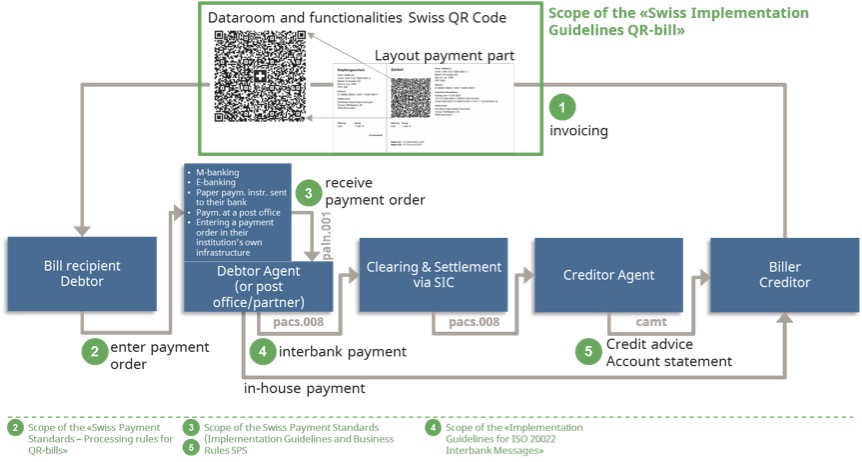 Dataroom and functionalities Swiss QR Code
Scope of the «Swiss Implementation
Guidelines QR-bill»
Layout payment part
1
invoicing
• M-banking
• E-banking
• Paper paym. instr. sent
to their bank
• Paym. at a post office
• Entering a payment
order in their
institution's own
infrastructure
3
receive
payment order
pain.001
Bill recipient
Debtor
Debtor Agent
(or post
office/partner)
Clearing & Settlement
via SIC
Creditor Agent
Biller
Creditor
pacs.008
pacs.008
camt
2
enter payment
order
4
interbank payment
5
Credit advice
Account statement
in-house payment
2
Scope of the «Swiss Payment
Standards – Processing rules for
QR-bills»
3
5
Scope of the Swiss Payment Standards
(Implementation Guidelines and Business
Rules SPS
4
Scope of the «Implementation
Guidelines for ISO 20022
Interbank Messages»